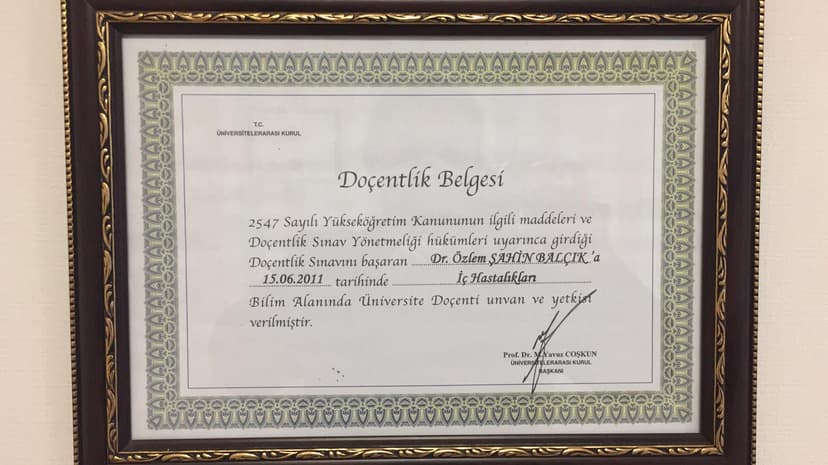 T.C.
ÜNİVERSİTELERARASI KURUL
Doçentlik Belgesi
2547 Sayılı Yükseköğretim Kanununun ilgili maddeleri ve
Doçentlik Sınav Yönetmeliği hükümleri uyarınca girdiği
Doçentlik Sınavını başaran Dr. Özlem ŞAHİN BALÇIK'a
15.06.2011 tarihinde İç Hastalıkları
Bilim Alanında Üniversite Doçenti unvan ve yetkisi
verilmiştir.
Prof. Dr. M.Yavuz COŞKUN
ÜNİVERSİTELERARASI KURUL
BAŞKANI